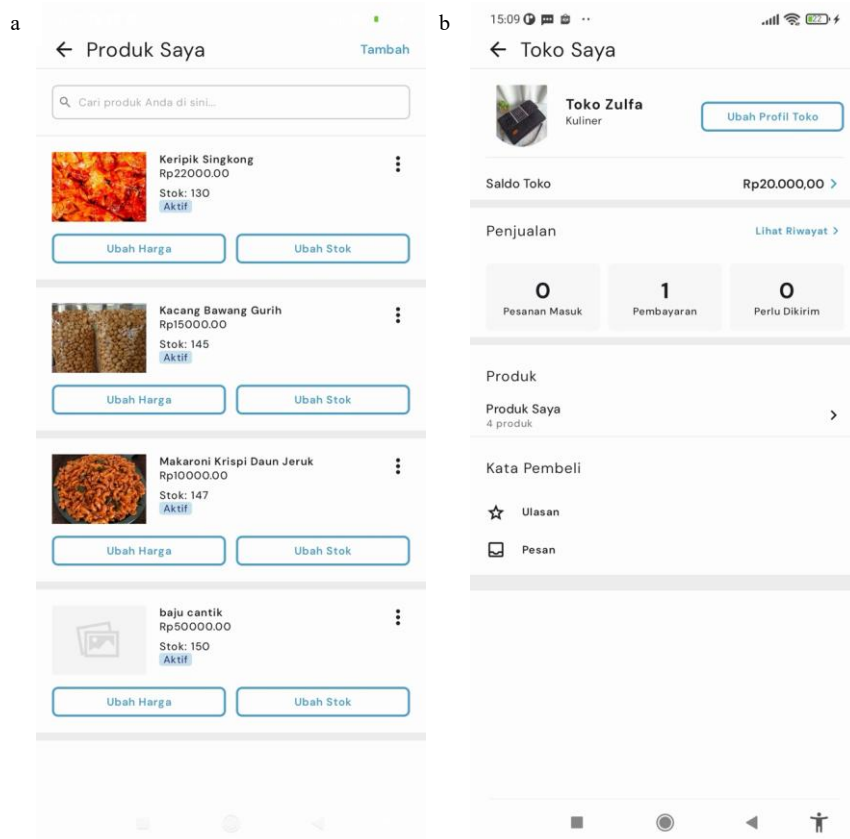 a
Produk Saya
Tambah
Cari produk Anda di sini...
Keripik Singkong
Rp22000.00
Stok: 130
Aktif
Ubah Harga
Ubah Stok
Kacang Bawang Gurih
Rp15000.00
Stok: 145
Aktif
Ubah Harga
Ubah Stok
Makaroni Krispi Daun Jeruk
Rp10000.00
Stok: 147
Aktif
Ubah Harga
Ubah Stok
baju cantik
Rp50000.00
Stok: 150
Aktif
Ubah Harga
Ubah Stok
b
15:09
22
Toko Saya
Toko Zulfa
Kuliner
Ubah Profil Toko
Saldo Toko
Rp20.000,00
Penjualan
Lihat Riwayat
0
Pesanan Masuk
1
Pembayaran
0
Perlu Dikirim
Produk
Produk Saya
4 produk
Kata Pembeli
Ulasan
Pesan